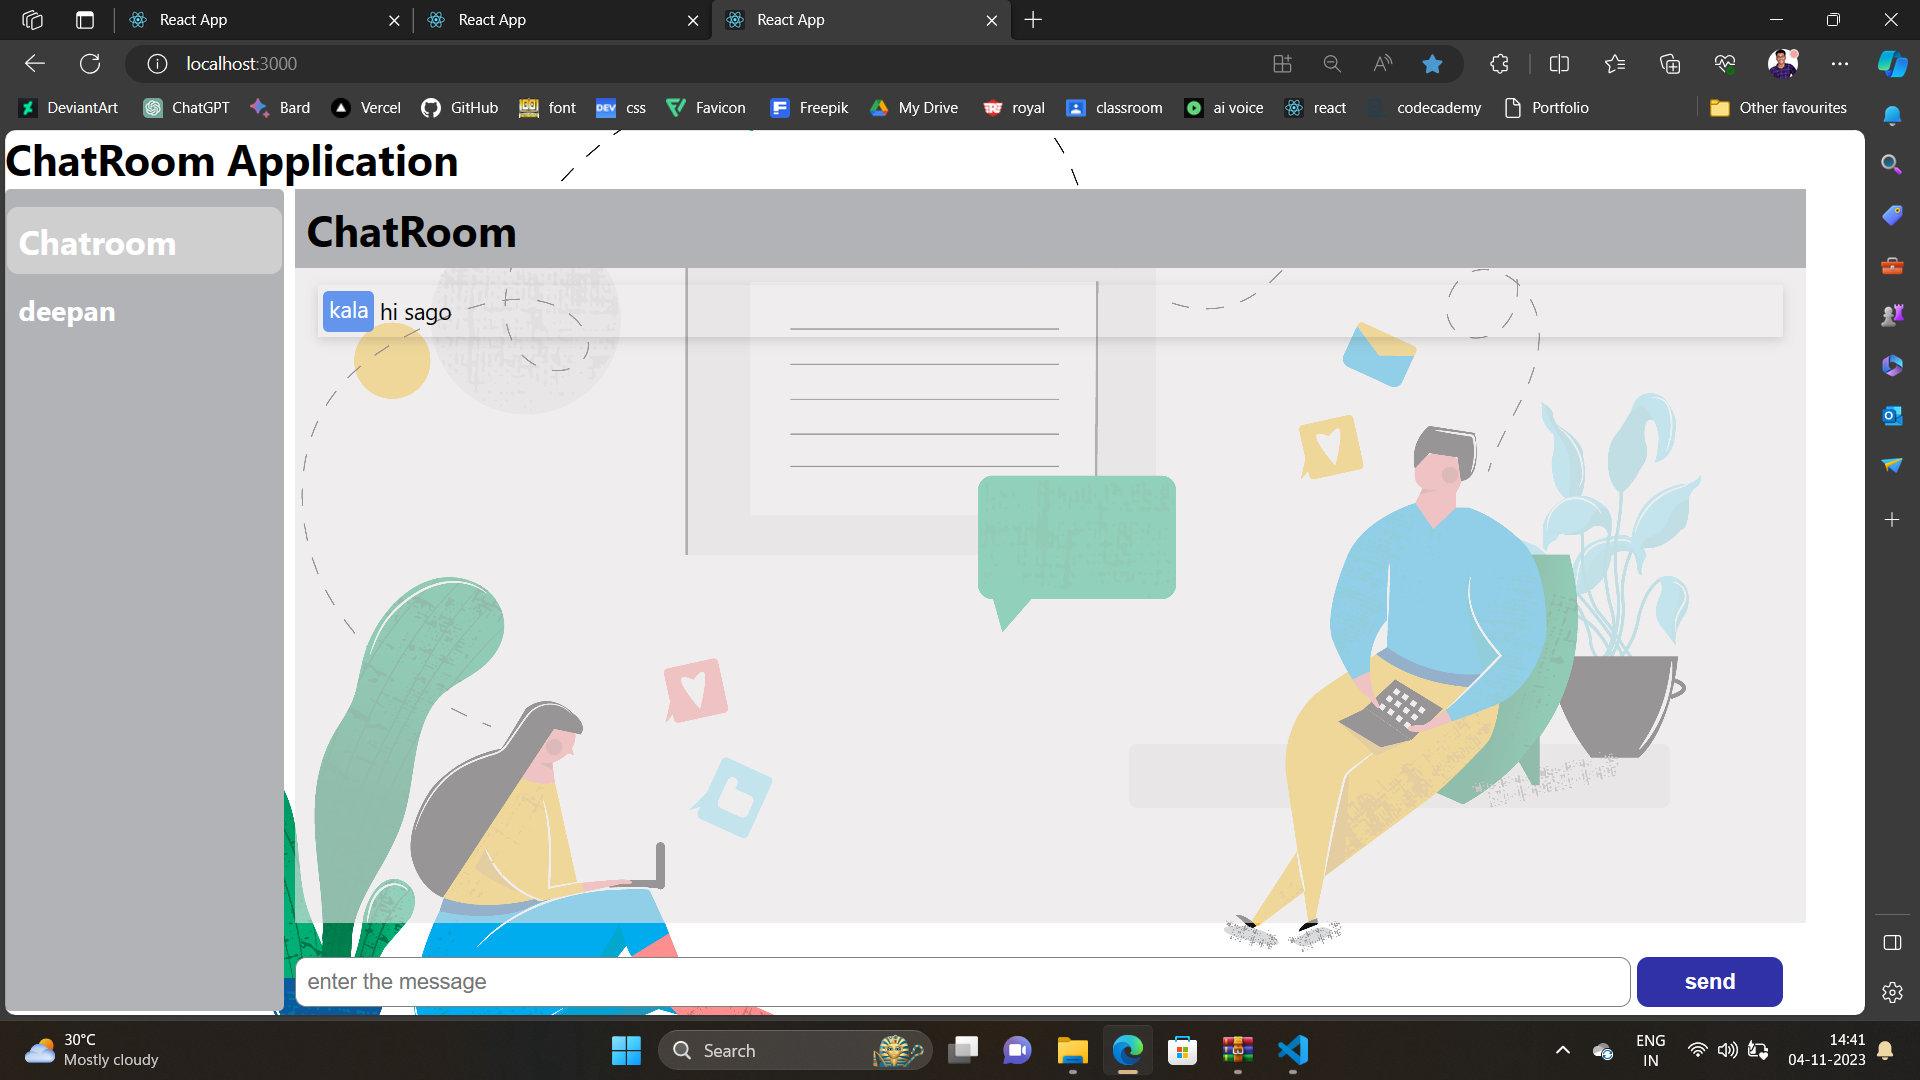 React App
React App
React App
localhost:3000
DeviantArt
ChatGPT
Bard
Vercel
GitHub
font
DEV
css
Favicon
Freepik
My Drive
royal
classroom
ai voice
react
codecademy
Portfolio
Other favourites
ChatRoom Application
Chatroom
deepan
ChatRoom
kala hi sago
enter the message
send
30°C
Mostly cloudy
Search
ENG
IN
14:41
04-11-2023